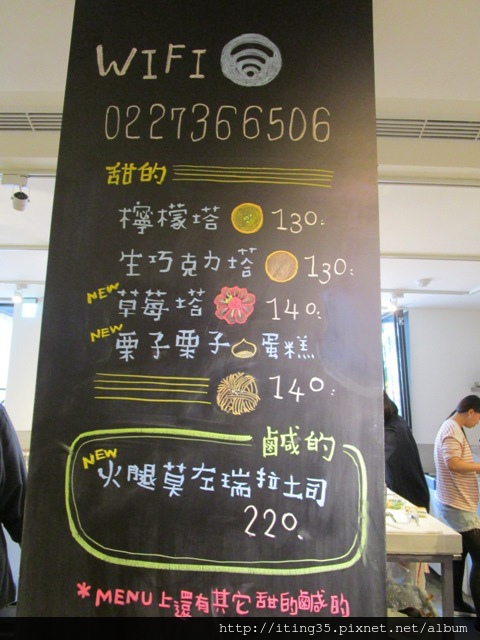 WIFI
0227366506
甜的
檸檬塔 130.
生巧克力塔 130.
NEW 草莓塔 140.
NEW 栗子栗子蛋糕
140.
鹹的
NEW 火腿莫左瑞拉土司
220.
*MENU上還有其它甜的鹹的
http://iting35.pixnet.net/album